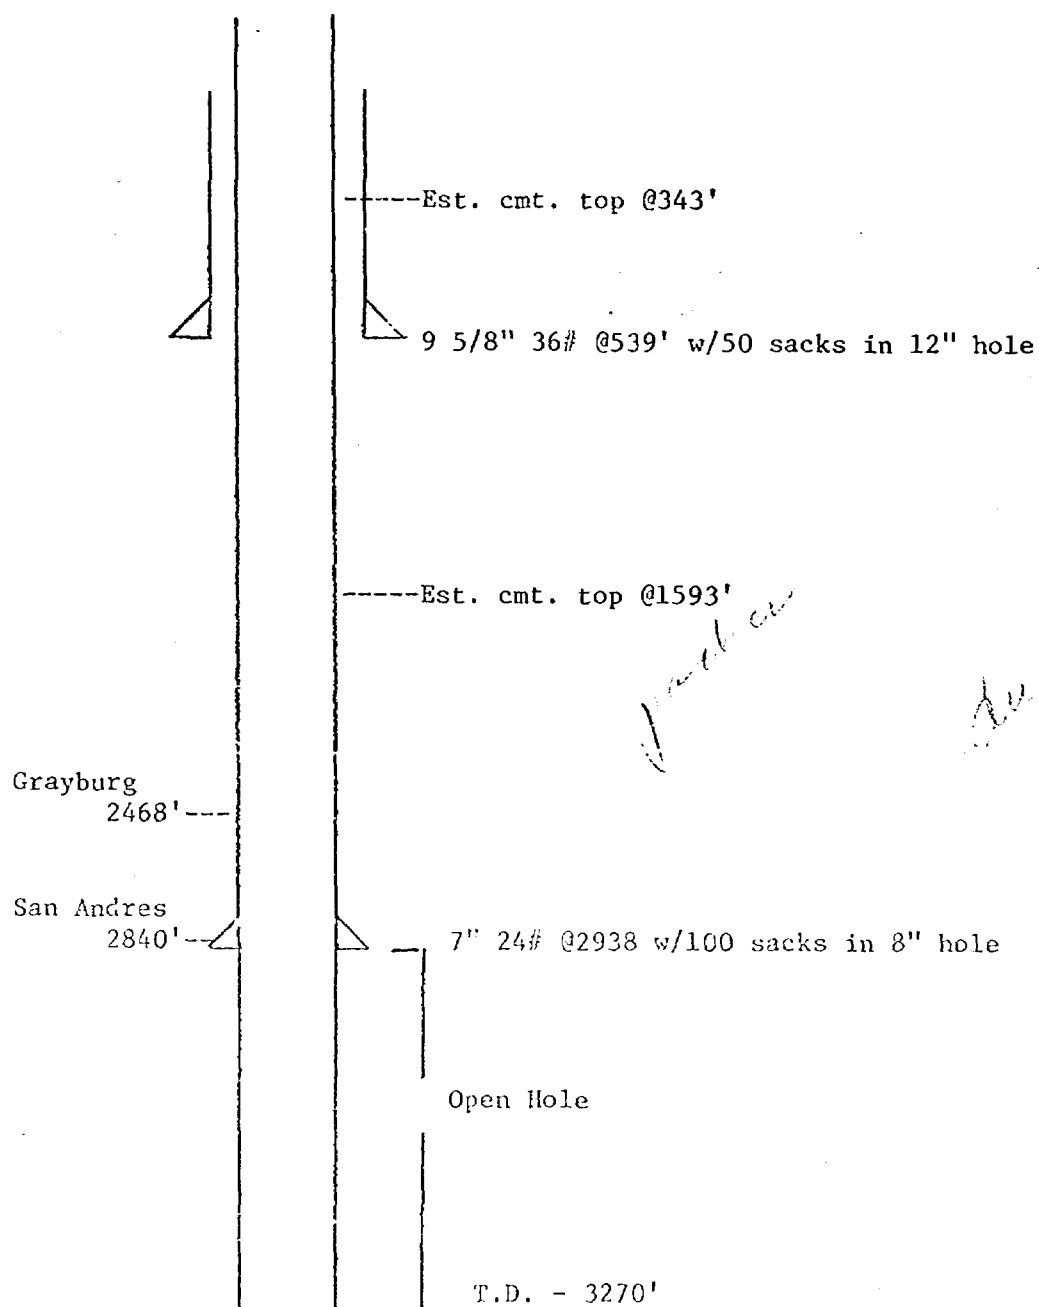 Est. cmt. top @343'
9 5/8" 36# @539' w/50 sacks in 12" hole
Est. cmt. top @1593'
Grayburg
2468'
San Andres
2840'
7" 24# @2938 w/100 sacks in 8" hole
Open Hole
T.D. - 3270'